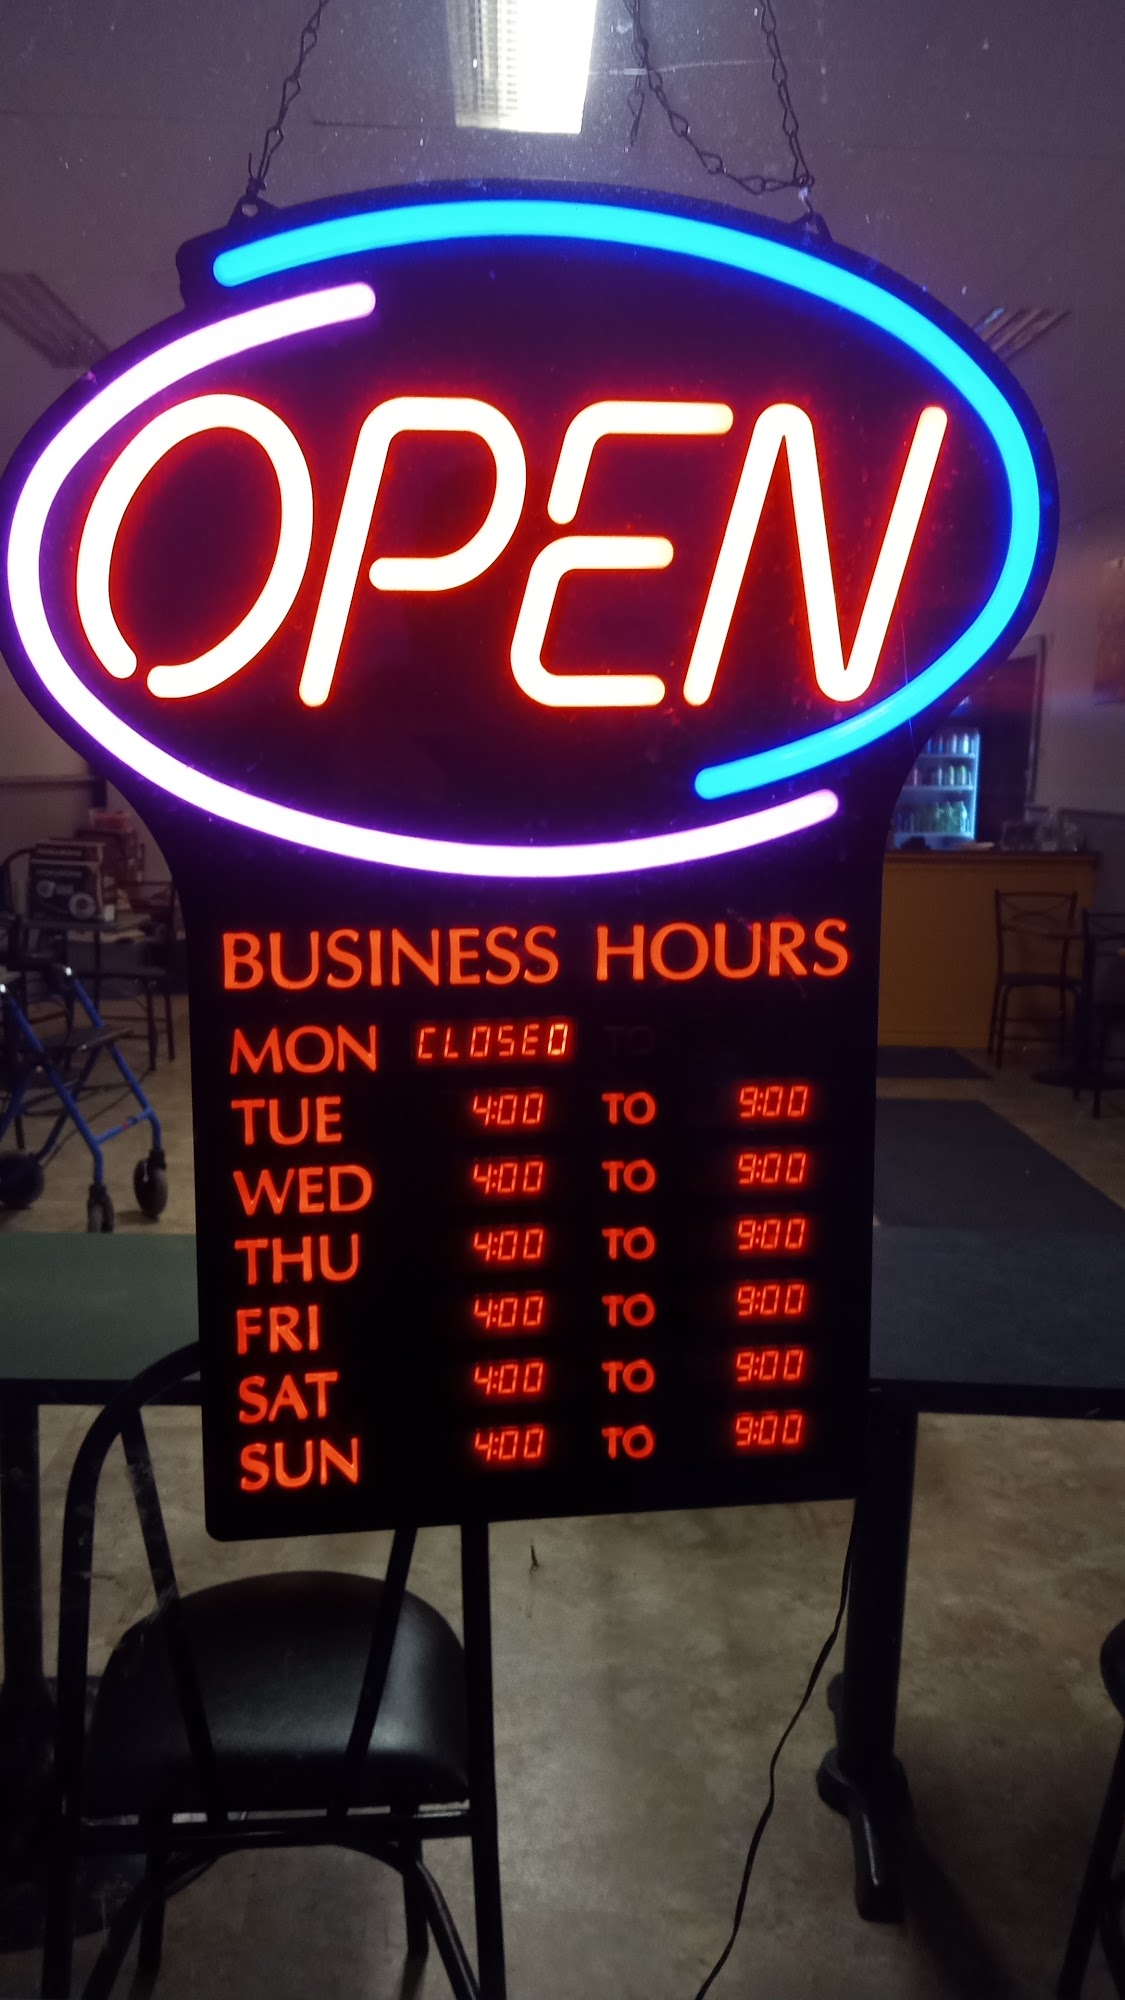 OPEN
BUSINESS HOURS
MON CLOSED TO
TUE 4:00 TO 9:00
WED 4:00 TO 9:00
THU 4:00 TO 9:00
FRI 4:00 TO 9:00
SAT 4:00 TO 9:00
SUN 4:00 TO 9:00